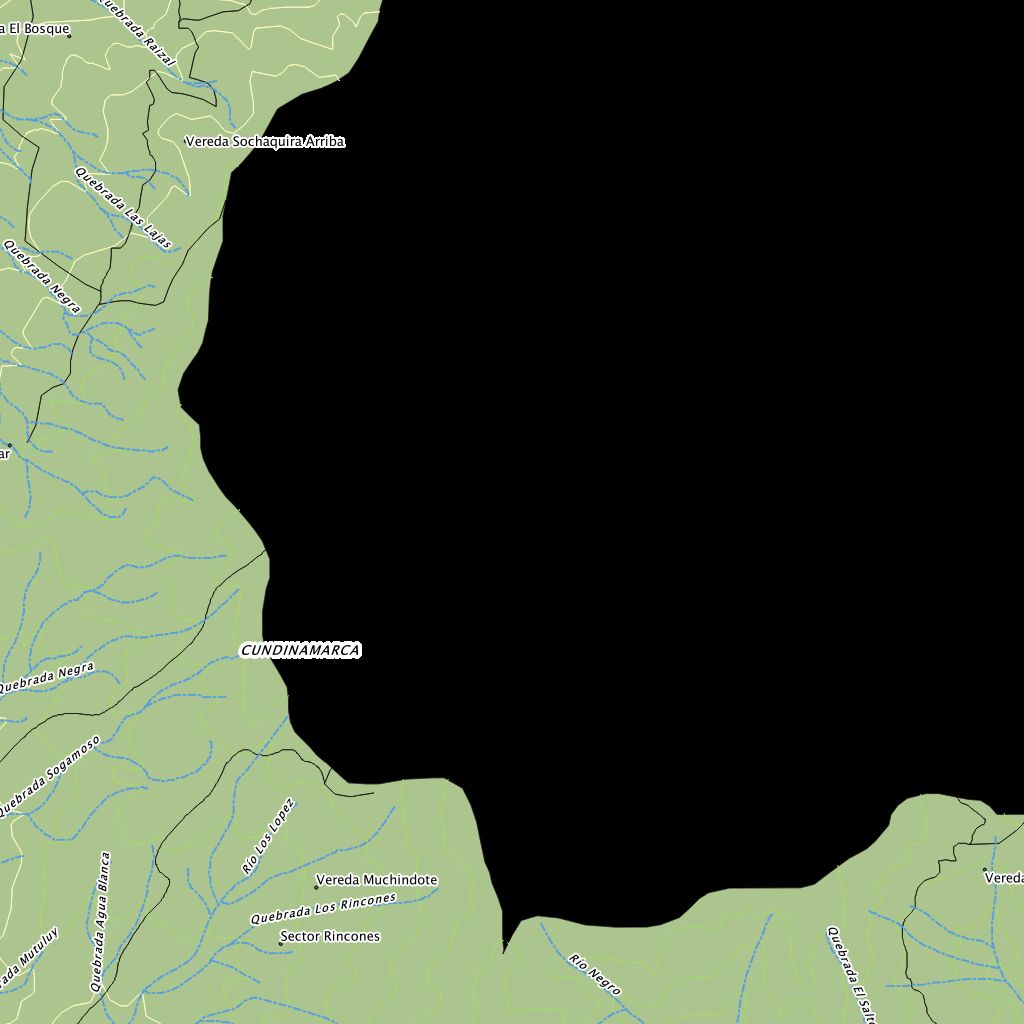 Quebrada Raizal
El Bosque
Vereda Sochaquira Arriba
Quebrada Las Lajas
Quebrada Negra
CUNDINAMARCA
Quebrada Negra
Quebrada Sogamoso
Río Los Lopez
Quebrada Agua Blanca
Vereda Muchindote
Quebrada Los Rincones
Sector Rincones
Mutuluy
Río Negro
Quebrada El Salto
Vereda